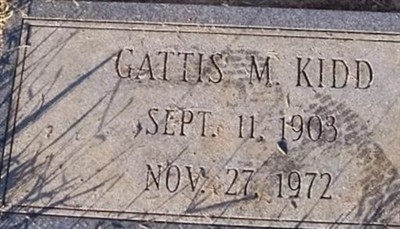 GATTIS M. KIDD
SEPT. 11, 1903
NOV. 27, 1972